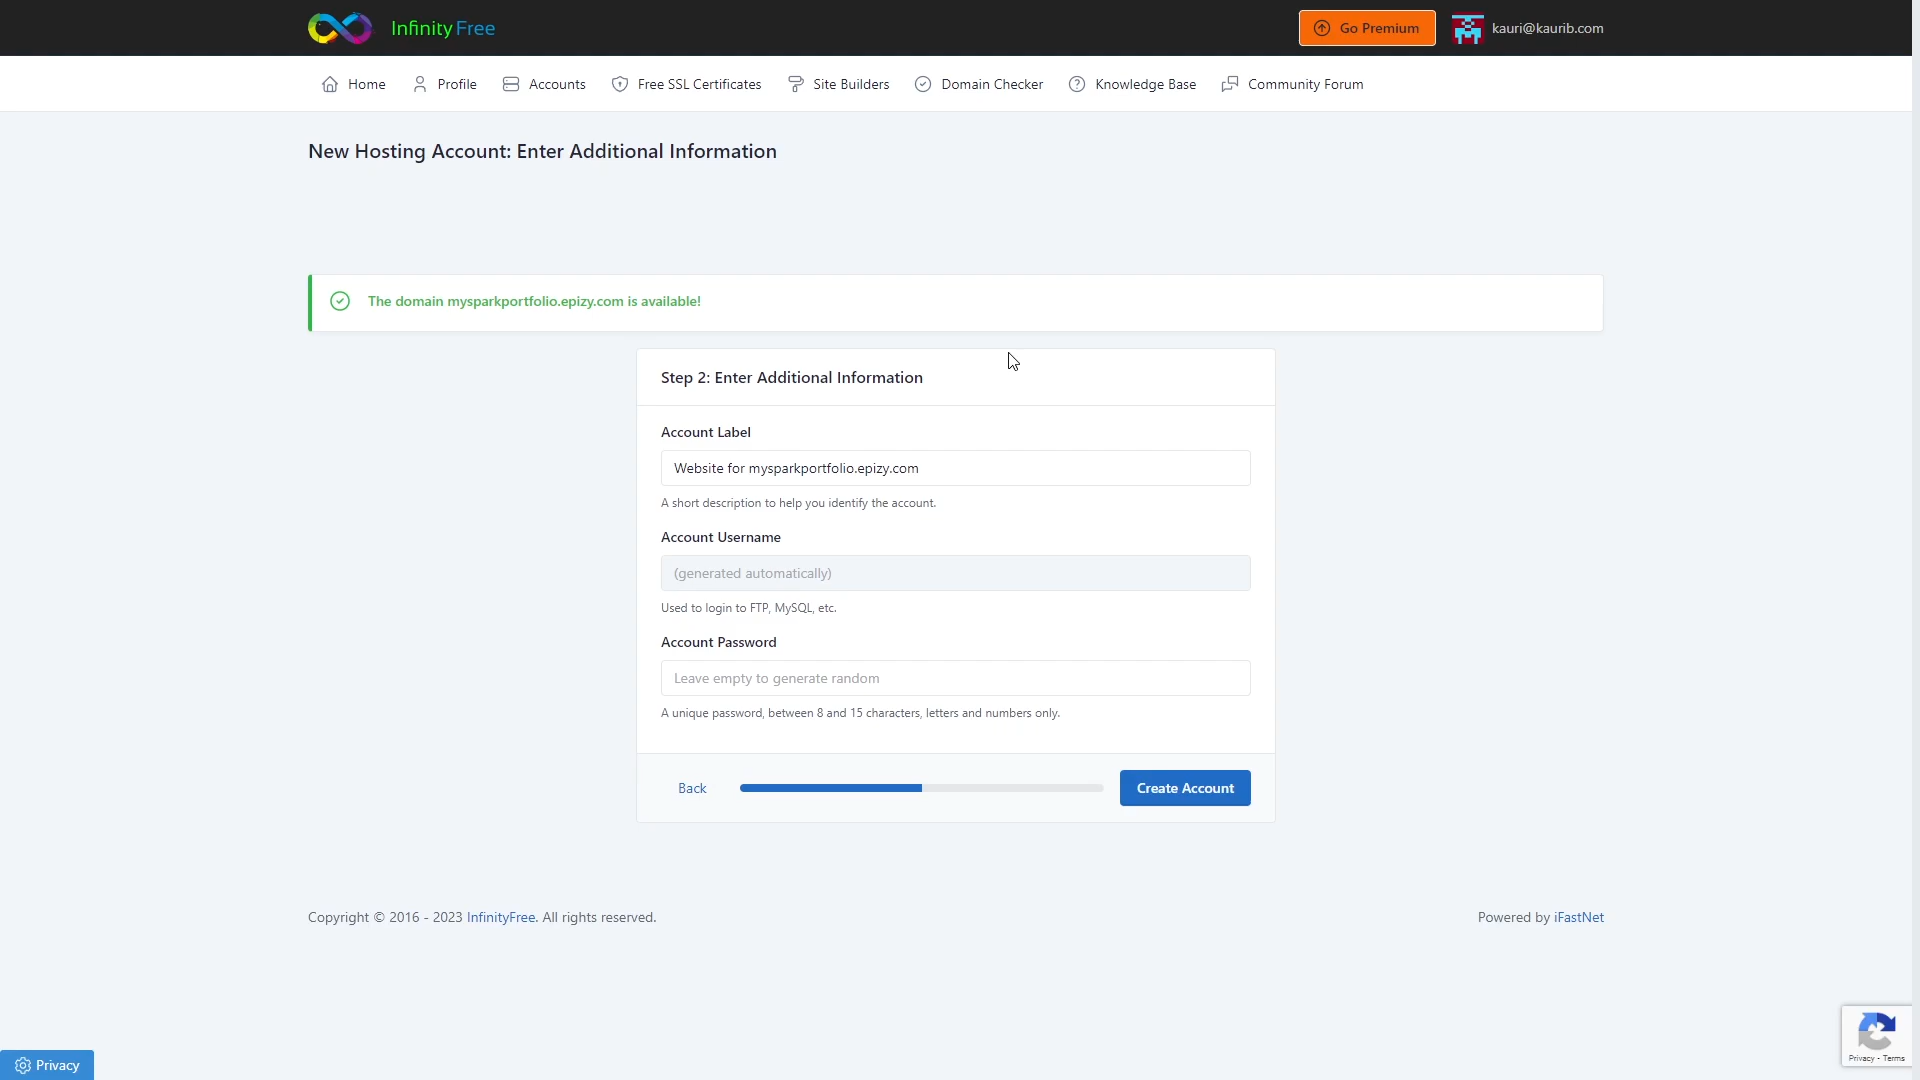 InfinityFree
Go Premium
kauri@kaurib.com
Home
Profile
Accounts
Free SSL Certificates
Site Builders
Domain Checker
Knowledge Base
Community Forum
New Hosting Account: Enter Additional Information
The domain mysparkportfolio.epizy.com is available!
Step 2: Enter Additional Information
Account Label
Website for mysparkportfolio.epizy.com
A short description to help you identify the account.
Account Username
(generated automatically)
Used to login to FTP, MySQL, etc.
Account Password
Leave empty to generate random
A unique password, between 8 and 15 characters, letters and numbers only.
Back
Create Account
Copyright © 2016 - 2023 InfinityFree. All rights reserved.
Powered by iFastNet
Privacy - Terms
Privacy